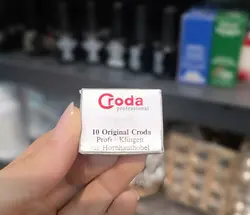 Croda
professional
10 Original Croda
Profi - Klingen
Hornhauthobel